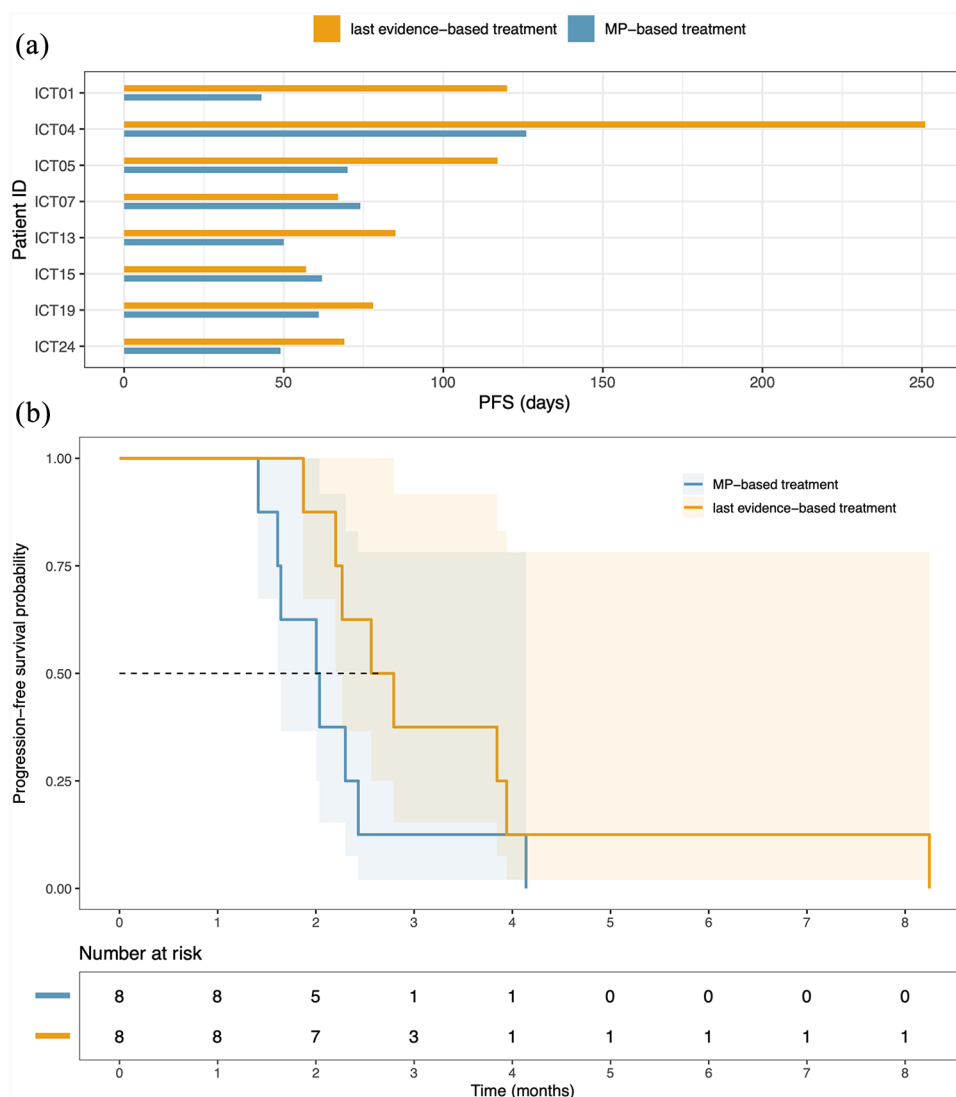 (a)
last evidence-based treatment MP-based treatment
Patient ID
ICT01
ICT04
ICT05
ICT07
ICT13
ICT15
ICT19
ICT24
0 50 100 150 200 250
PFS (days)
(b)
Progression-free survival probability
1.00
0.75
0.50
0.25
0.00
MP-based treatment
last evidence-based treatment
0 1 2 3 4 5 6 7 8
Number at risk
8 8 5 1 1 0 0 0 0
8 8 7 3 1 1 1 1 1
0 1 2 3 4 5 6 7 8
Time (months)